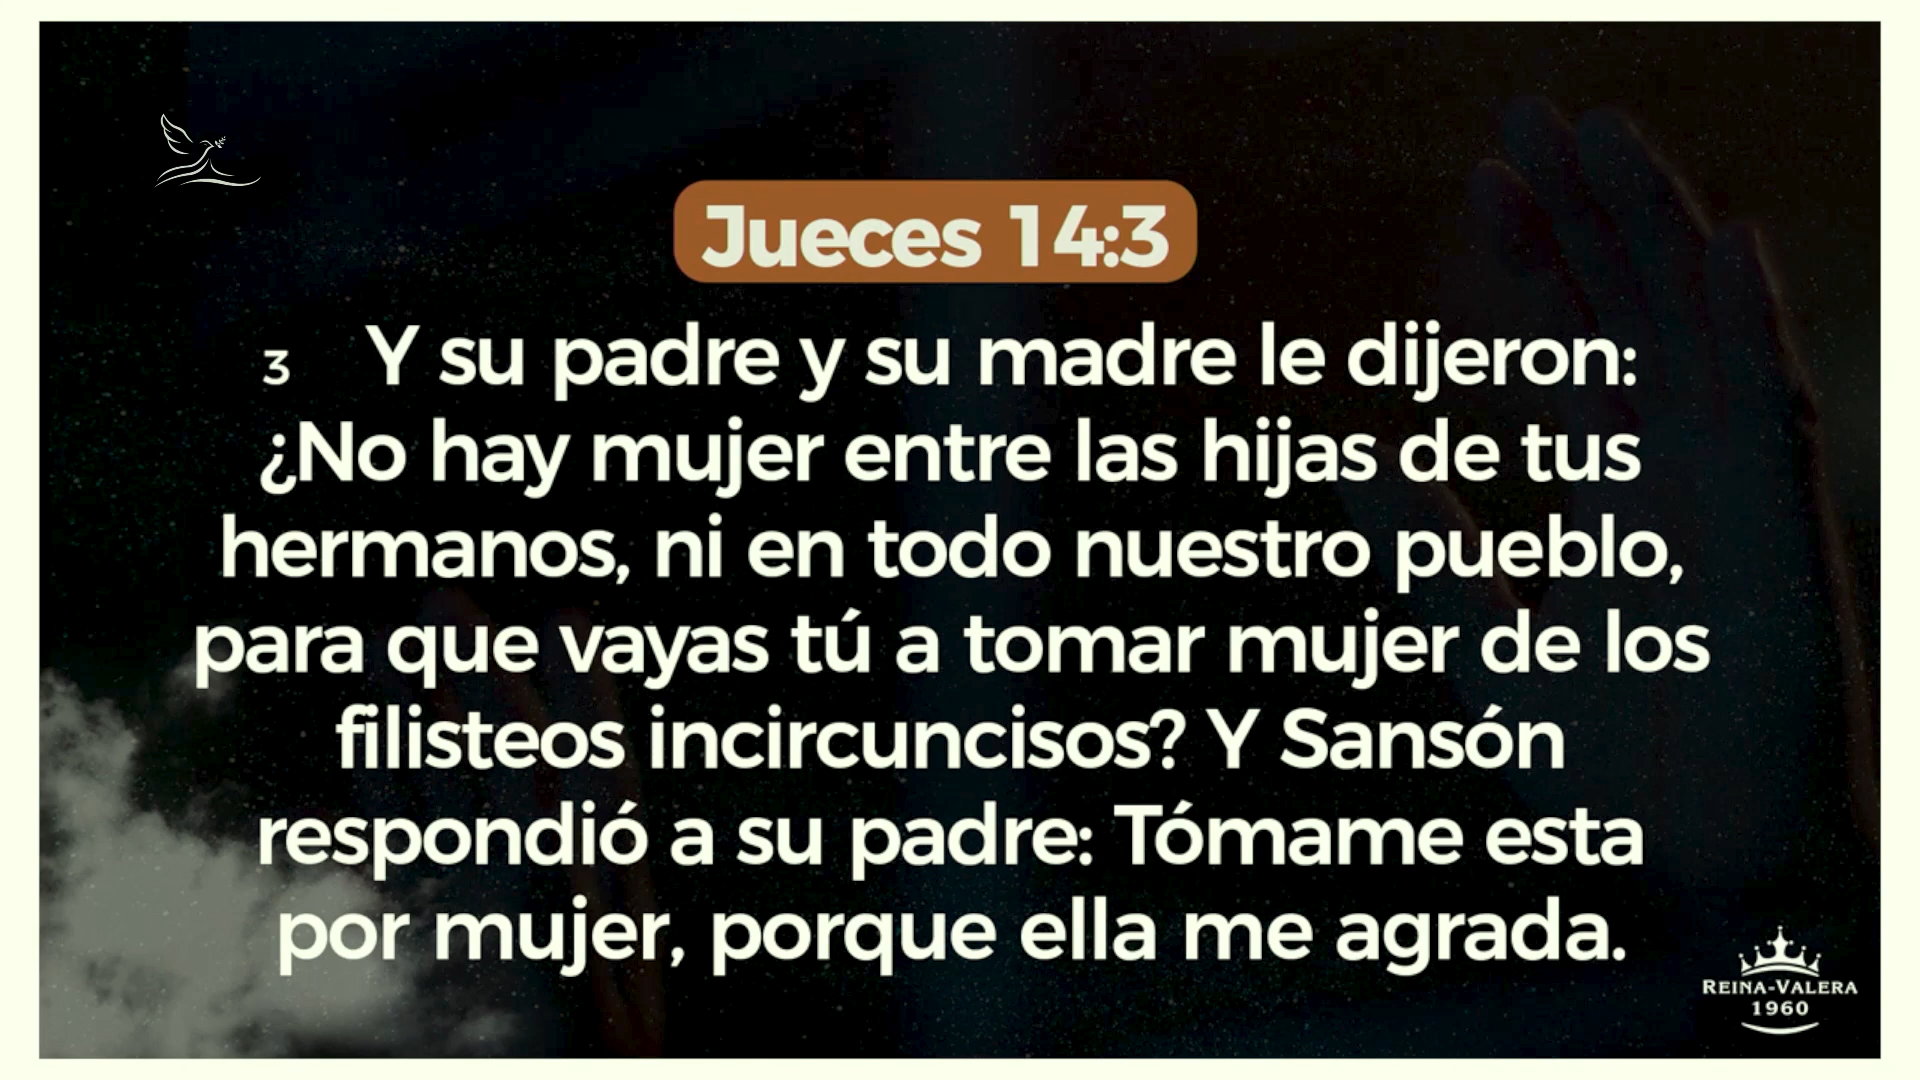 Jueces 14:3
3 Y su padre y su madre le dijeron:
¿No hay mujer entre las hijas de tus
hermanos, ni en todo nuestro pueblo,
para que vayas tú a tomar mujer de los
filisteos incircuncisos? Y Sansón
respondió a su padre: Tómame esta
por mujer, porque ella me agrada.
REINA-VALERA
1960